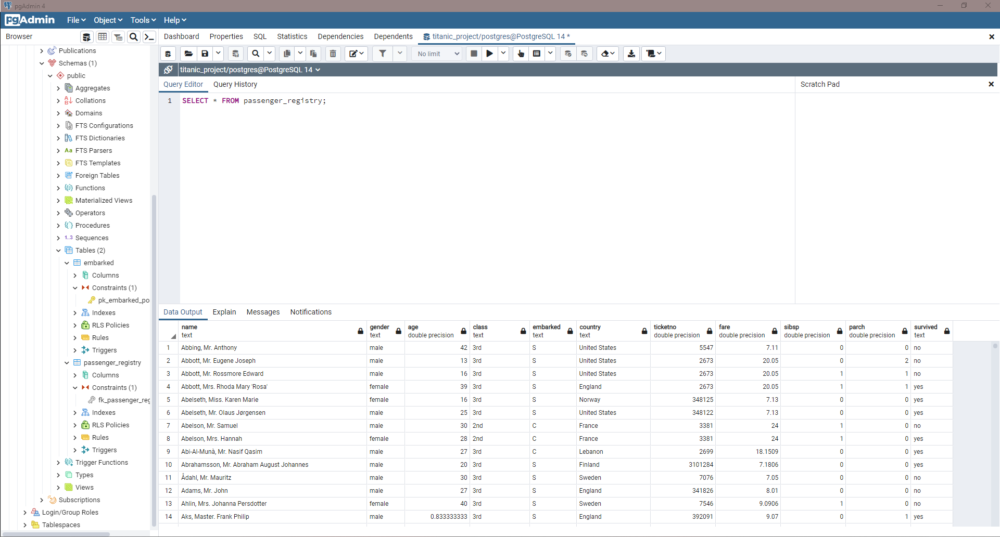 pgAdmin 4
pgAdmin File Object Tools Help
Browser
Dashboard Properties SQL Statistics Dependencies Dependents titanic_project/postgres@PostgreSQL 14 *
No limit
titanic_project/postgres@PostgreSQL 14
Query Editor Query History
Scratch Pad
1 SELECT * FROM passenger_registry;
Publications
Schemas (1)
public
Aggregates
Collations
Domains
FTS Configurations
FTS Dictionaries
Aa FTS Parsers
FTS Templates
Foreign Tables
Functions
Materialized Views
Operators
Procedures
1..3 Sequences
Tables (2)
embarked
Columns
Constraints (1)
pk_embarked_po
Indexes
RLS Policies
Rules
Triggers
passenger_registry
Columns
Constraints (1)
fk_passenger_reg
Indexes
RLS Policies
Rules
Triggers
Trigger Functions
Types
Views
Subscriptions
Login/Group Roles
Tablespaces
Data Output Explain Messages Notifications
name gender age class embarked country ticketno fare sibsp parch survived
text text double precision text text text double precision double precision double precision double precision text
1 Abbing, Mr. Anthony male 42 3rd S United States 5547 7.11 0 0 no
2 Abbott, Mr. Eugene Joseph male 13 3rd S United States 2673 20.05 0 2 no
3 Abbott, Mr. Rossmore Edward male 16 3rd S United States 2673 20.05 1 1 no
4 Abbott, Mrs. Rhoda Mary 'Rosa' female 39 3rd S England 2673 20.05 1 1 yes
5 Abelseth, Miss. Karen Marie female 16 3rd S Norway 348125 7.13 0 0 yes
6 Abelseth, Mr. Olaus Jørgensen male 25 3rd S United States 348122 7.13 0 0 yes
7 Abelson, Mr. Samuel male 30 2nd C France 3381 24 1 0 no
8 Abelson, Mrs. Hannah female 28 2nd C France 3381 24 1 0 yes
9 Abi-Al-Munà, Mr. Nasif Qasim male 27 3rd C Lebanon 2699 18.1509 0 0 yes
10 Abrahamsson, Mr. Abraham August Johannes male 20 3rd S Finland 3101284 7.1806 0 0 yes
11 Ådahl, Mr. Mauritz male 30 3rd S Sweden 7076 7.05 0 0 no
12 Adams, Mr. John male 27 3rd S England 341826 8.01 0 0 no
13 Ahlin, Mrs. Johanna Persdotter female 40 3rd S Sweden 7546 9.0906 1 0 no
14 Aks, Master. Frank Philip male 0.833333333 3rd S England 392091 9.07 0 1 yes